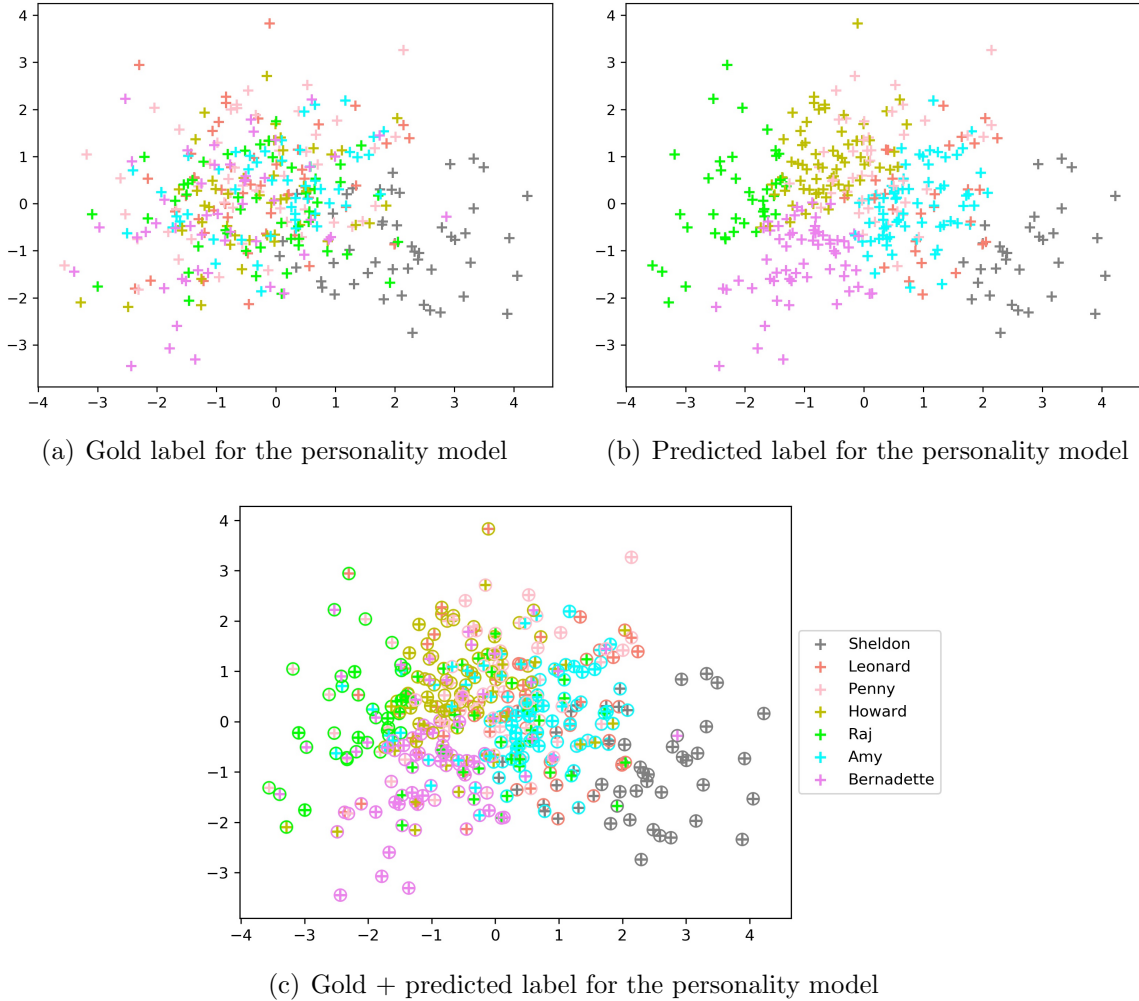 4
3
2
1
0
−1
−2
−3
−4 −3 −2 −1 0 1 2 3 4
(a) Gold label for the personality model
4
3
2
1
0
−1
−2
−3
−4 −3 −2 −1 0 1 2 3 4
(b) Predicted label for the personality model
4
3
2
1
0
−1
−2
−3
−4 −3 −2 −1 0 1 2 3 4
Sheldon
Leonard
Penny
Howard
Raj
Amy
Bernadette
(c) Gold + predicted label for the personality model